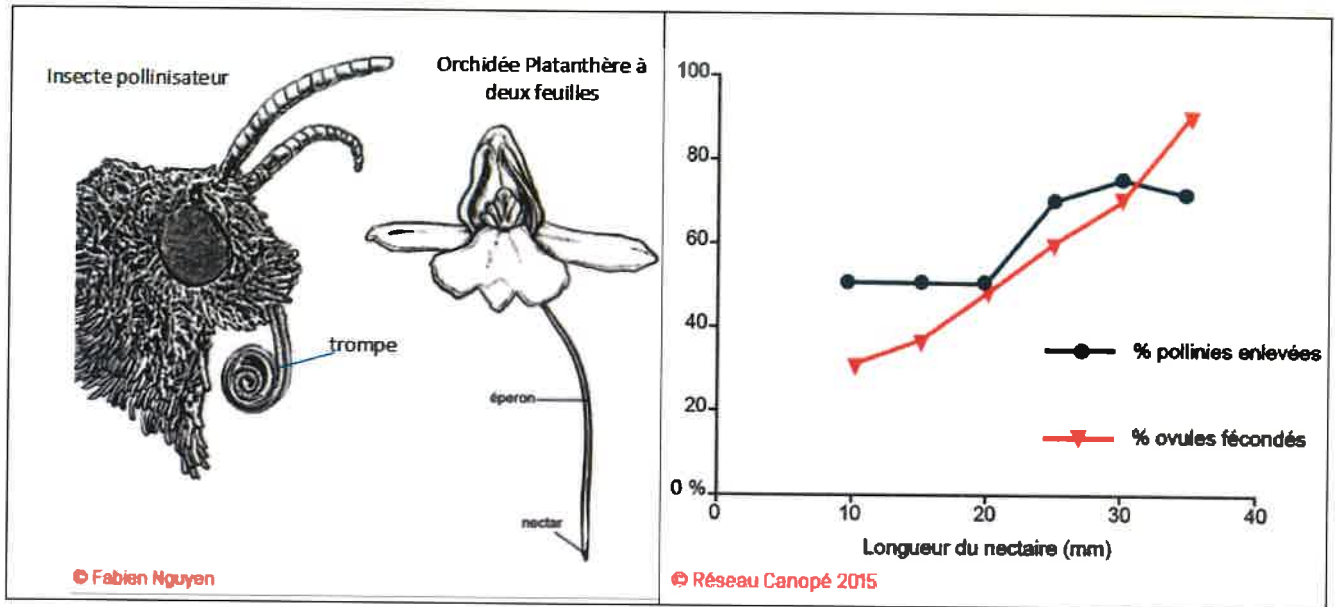 Insecte pollinisateur
Orchidée Platanthère à
deux feuilles
trompe
éperon
nectar
© Fabien Nguyen
100
80
60
40
20
0 %
0
10
20
30
40
Longueur du nectaire (mm)
% pollinies enlevées
% ovules fécondés
© Réseau Canopé 2015